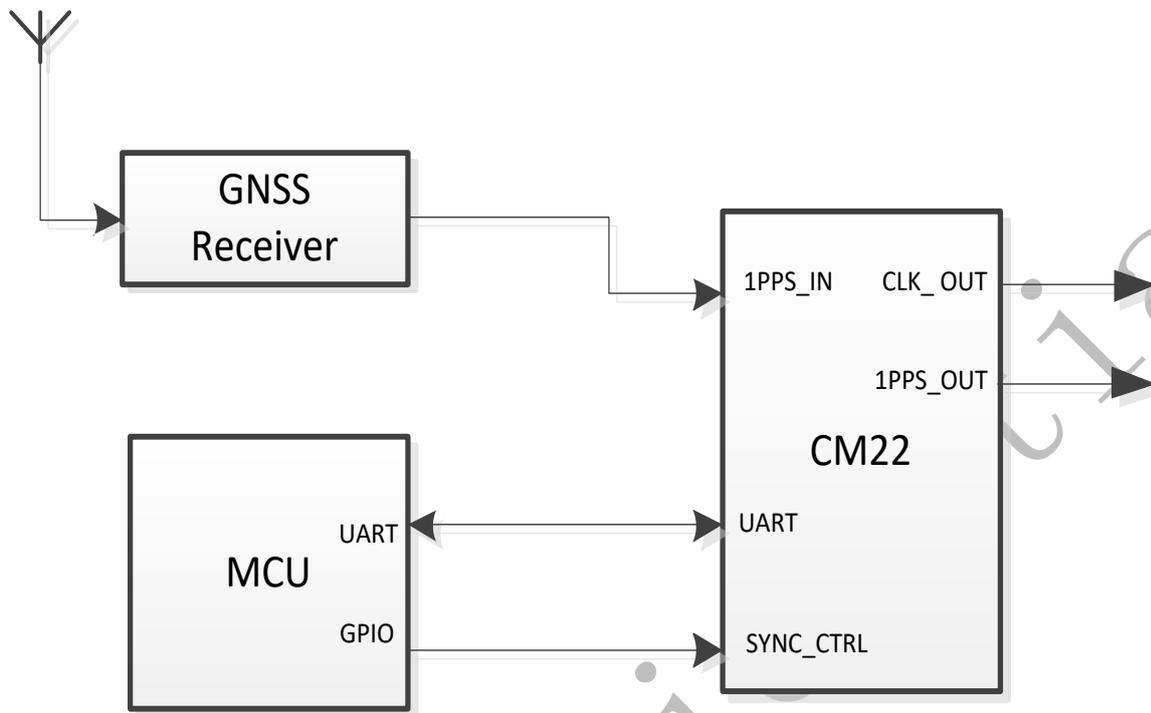 GNSS
Receiver
1PPS_IN
CLK_ OUT
1PPS_OUT
CM22
UART
UART
MCU
GPIO
SYNC_CTRL